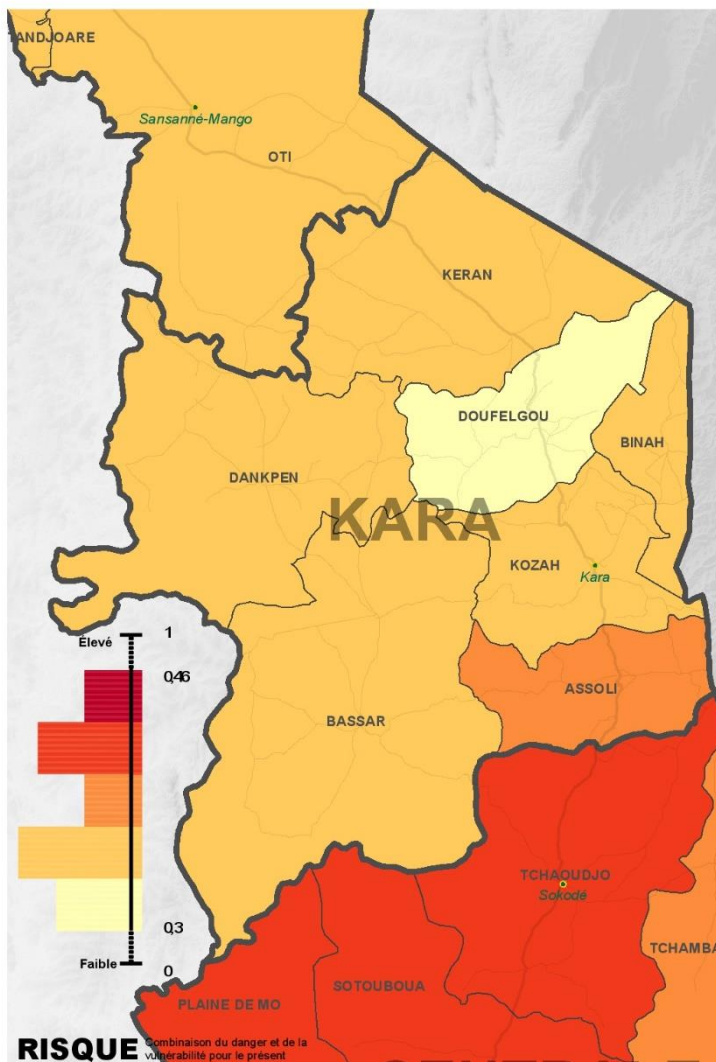 TANDJOARE
Sansanné-Mango
OTI
KERAN
DOUFELGOU
BINAH
DANKPEN
KARA
KOZAH
Kara
Élevé
1
0,46
ASSOLI
BASSAR
TCHAOUDJO
Sokodé
0,3
Faible
0
TCHAMBA
SOTOUBOUA
PLAINE DE MO
RISQUE
Combinaison du danger et de la
vulnérabilité pour le présent